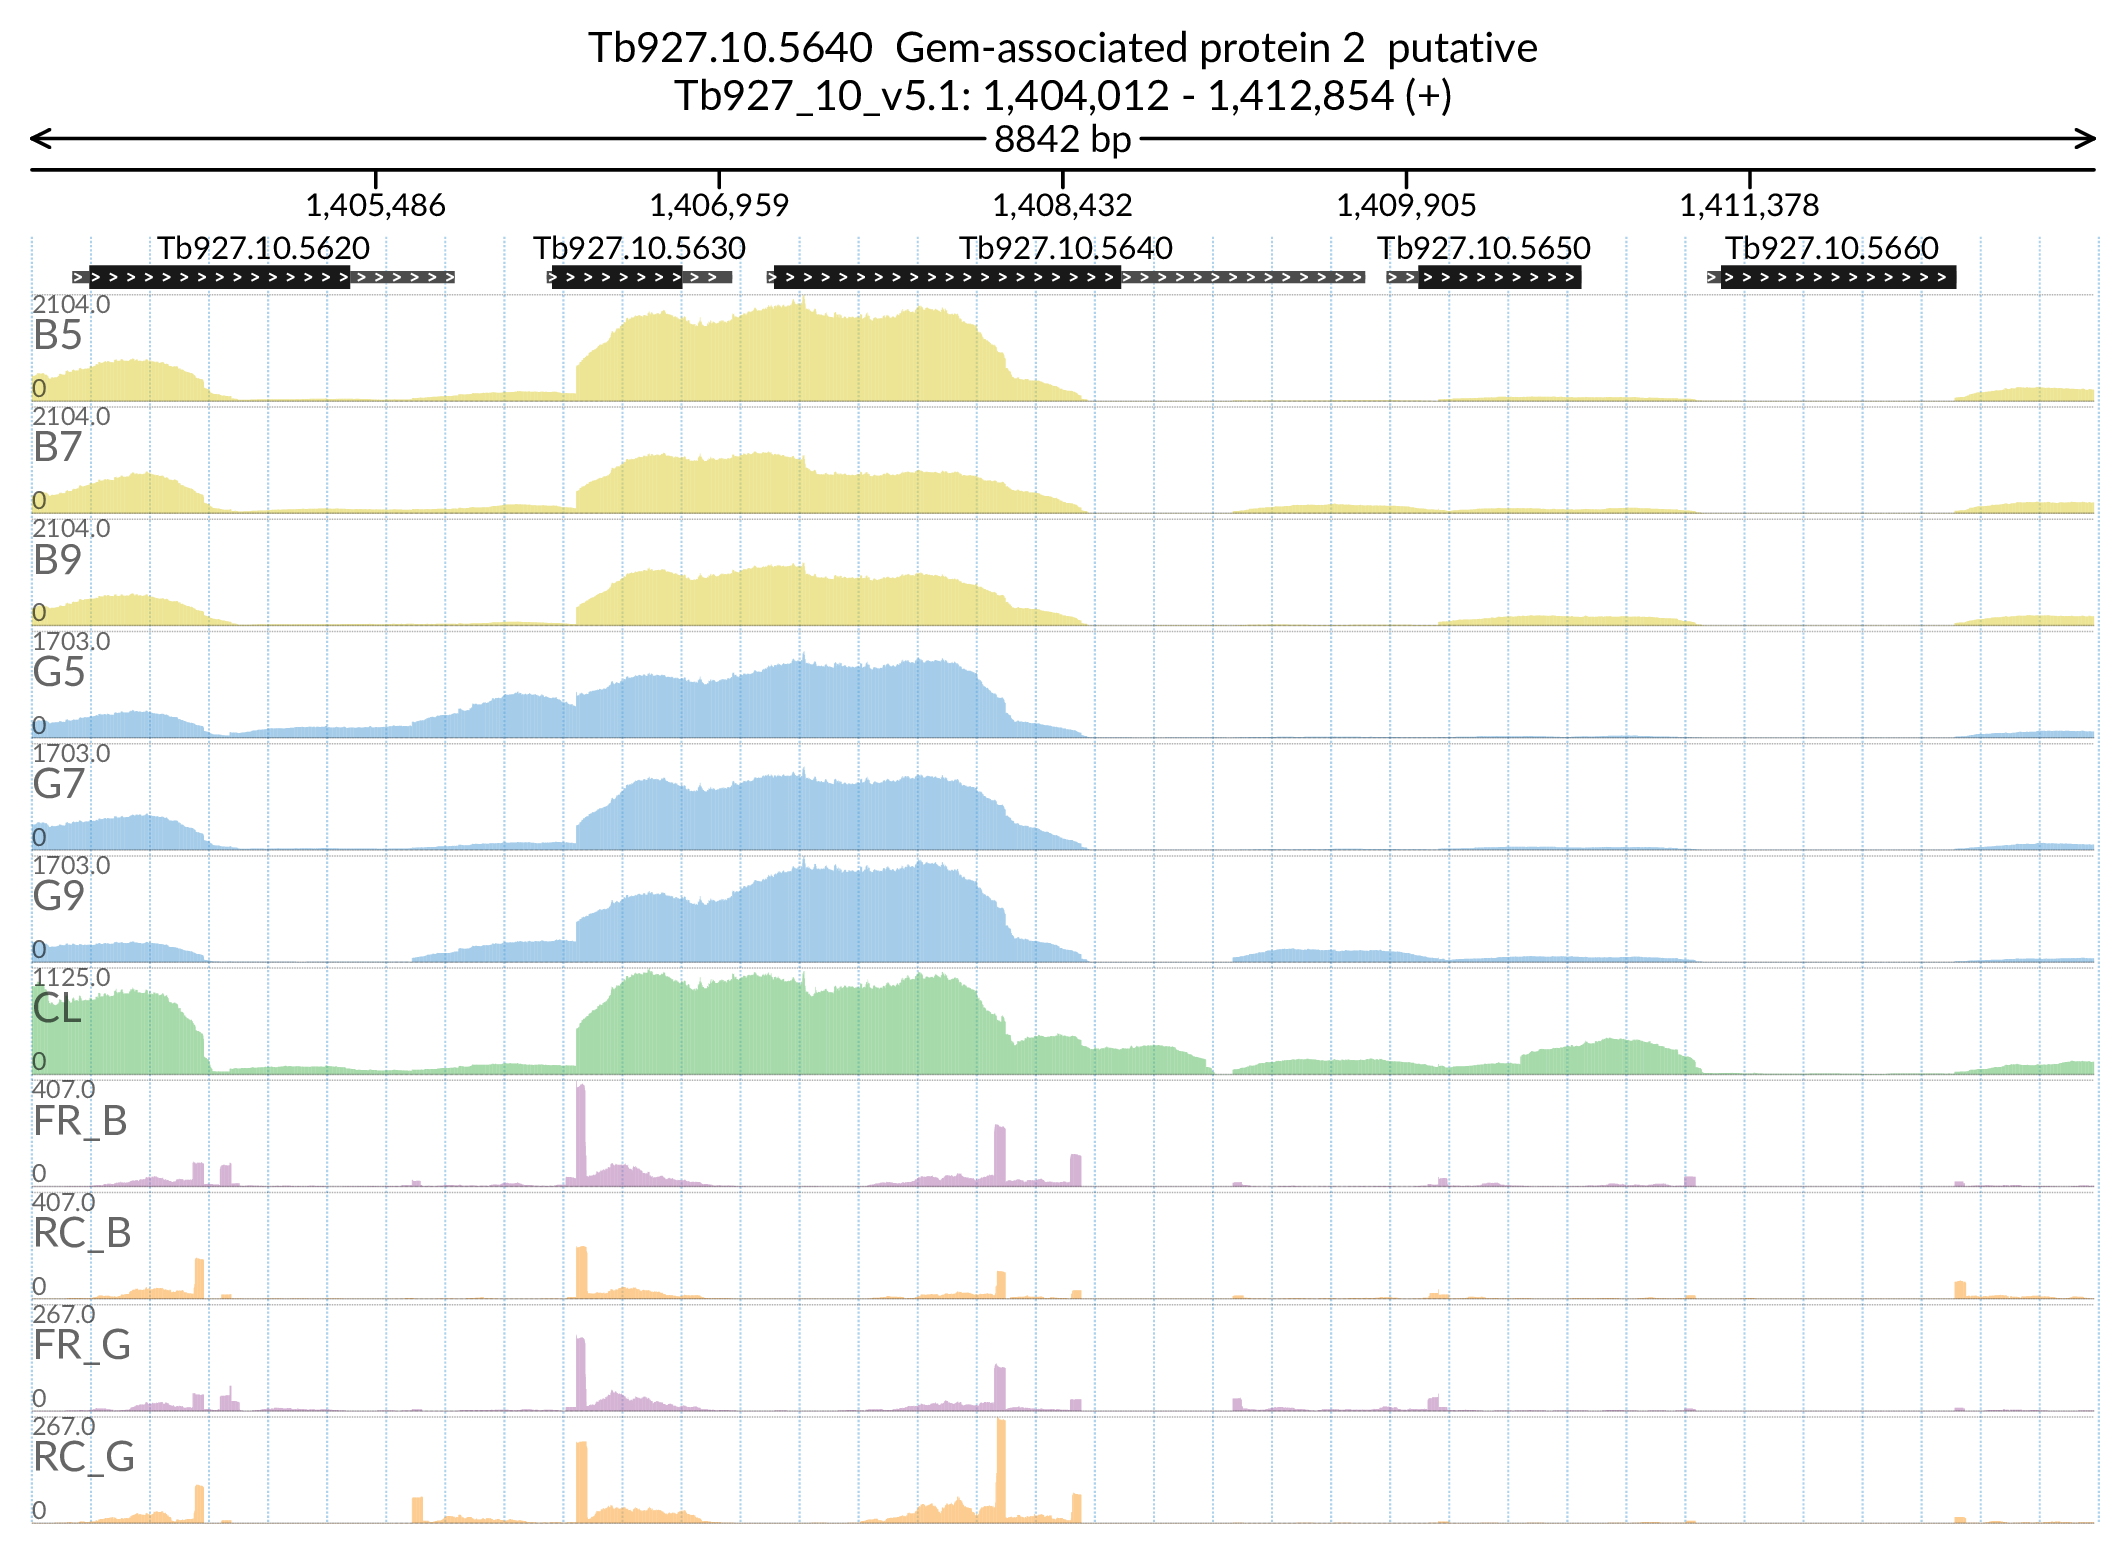 Tb927.10.5640 Gem-associated protein 2 putative
Tb927_10_v5.1: 1,404,012 - 1,412,854 (+)
8842 bp
1,405,486 1,406,959 1,408,432 1,409,905 1,411,378
Tb927.10.5620 Tb927.10.5630 Tb927.10.5640 Tb927.10.5650 Tb927.10.5660
2104.0
B5
0
2104.0
B7
0
2104.0
B9
0
1703.0
G5
0
1703.0
G7
0
1703.0
G9
0
1125.0
CL
0
407.0
FR_B
0
407.0
RC_B
0
267.0
FR_G
0
267.0
RC_G
0